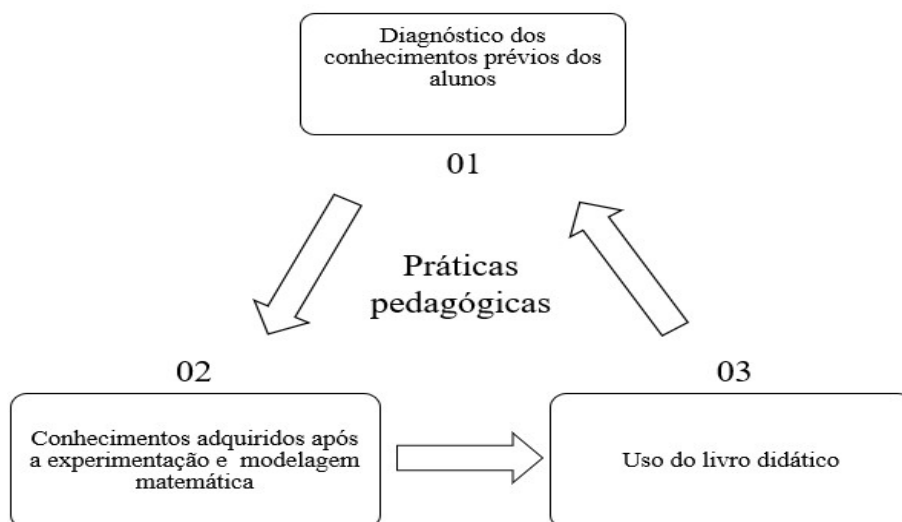 Diagnóstico dos
conhecimentos prévios dos
alunos
01
Práticas
pedagógicas
02
03
Conhecimentos adquiridos após
a experimentação e modelagem
matemática
Uso do livro didático